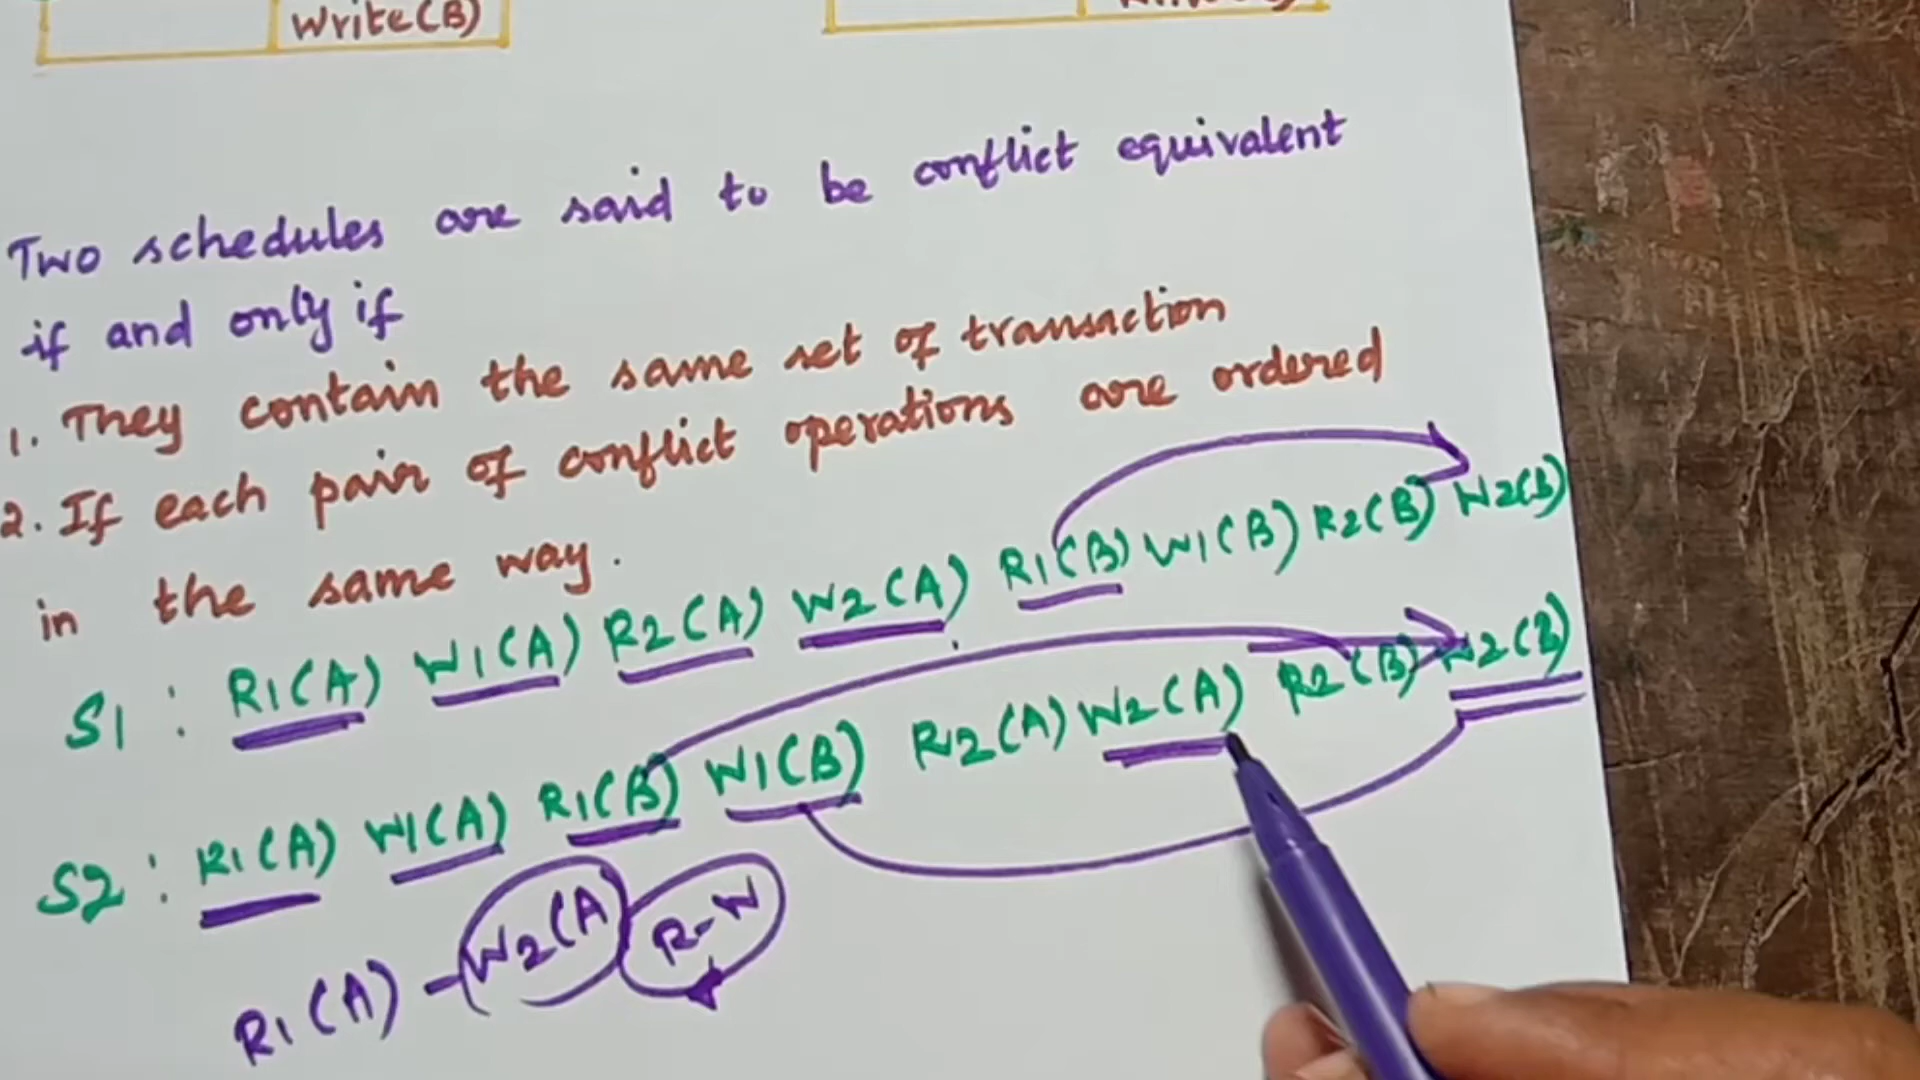 Write(B)
Two schedules are said to be conflict equivalent
if and only if
1. They contain the same set of transaction
2. If each pair of conflict operations are ordered
in the same way.
S1 : R1(A) W1(A) R2(A) W2(A) R1(B) W1(B) R2(B) W2(B)
S2 : R1(A) W1(A) R1(B) W1(B) R2(A) W2(A) R2(B) W2(B)
R1(A) - W2(A R-W